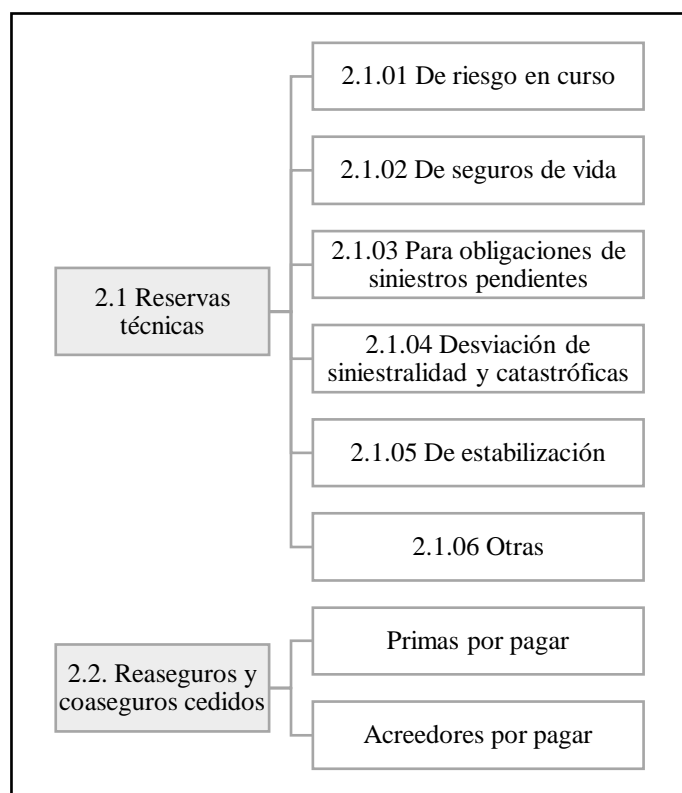 2.1 Reservas
técnicas
2.1.01 De riesgo en curso
2.1.02 De seguros de vida
2.1.03 Para obligaciones de
siniestros pendientes
2.1.04 Desviación de
siniestralidad y catastróficas
2.1.05 De estabilización
2.1.06 Otras
2.2. Reaseguros y
coaseguros cedidos
Primas por pagar
Acreedores por pagar